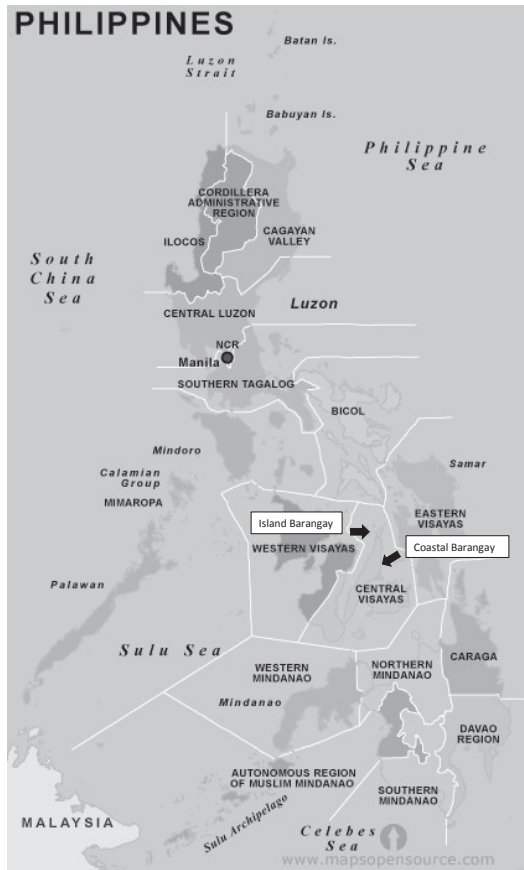 PHILIPPINES
Batan Is.
Luzon
Strait
Babuyan Is.
Philippine
Sea
CORDILLERA
ADMINISTRATIVE
REGION
CAGAYAN
VALLEY
ILOCOS
South
China
Sea
Luzon
CENTRAL LUZON
NCR
Manila
SOUTHERN TAGALOG
BICOL
Mindoro
Samar
Calamian
Group
MIMAROPA
EASTERN
VISAYAS
Island Barangay
WESTERN VISAYAS
Coastal Barangay
Palawan
CENTRAL
VISAYAS
Sulu Sea
WESTERN
MINDANAO
NORTHERN
MINDANAO
CARAGA
Mindanao
DAVAO
REGION
AUTONOMOUS REGION
OF MUSLIM MINDANAO
SOUTHERN
MINDANAO
MALAYSIA
Sulu Archipelago
Celebes
Sea
www.mapsopensource.com